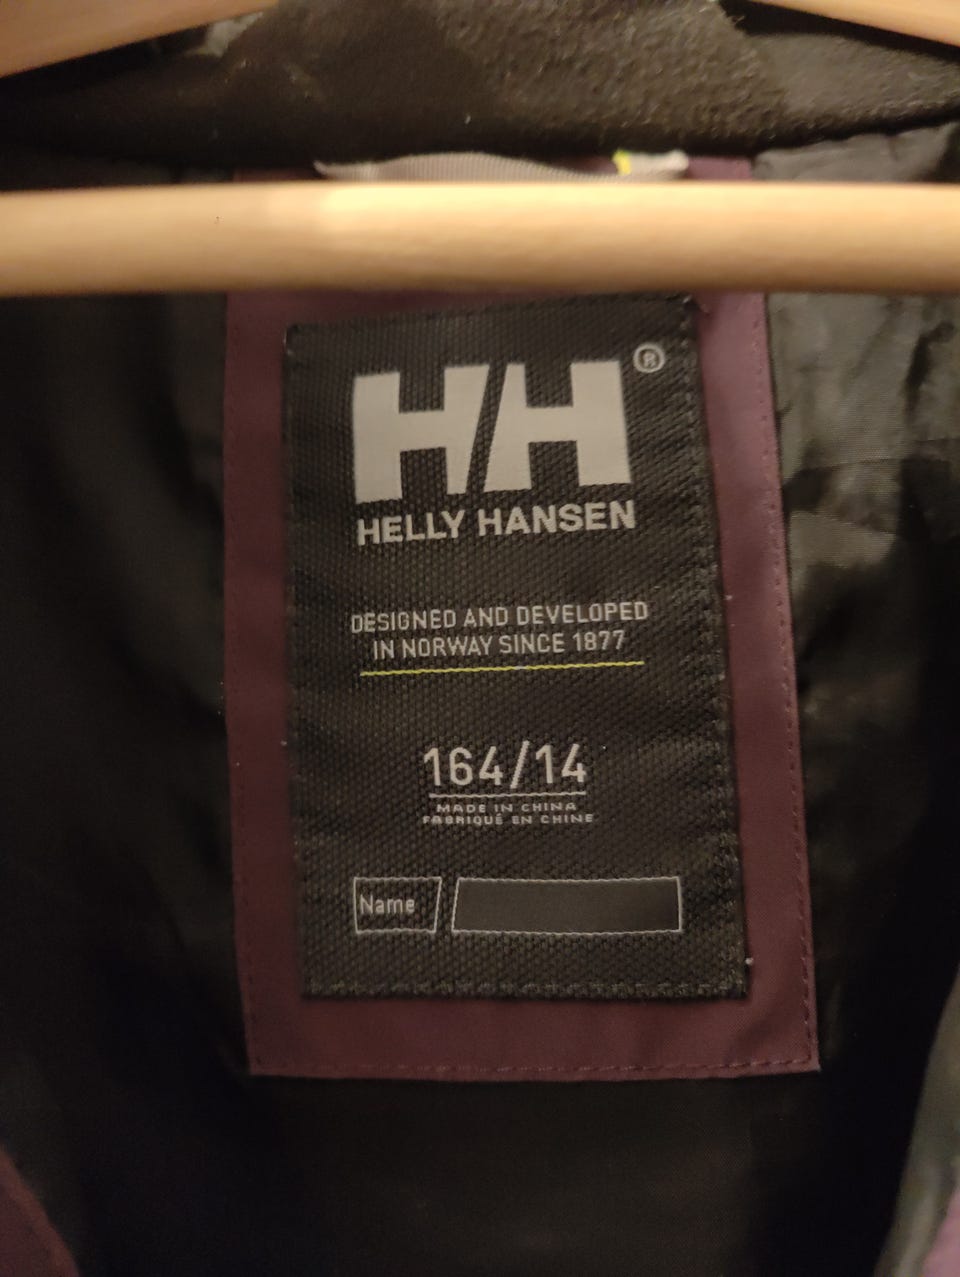 HH®
HELLY HANSEN
DESIGNED AND DEVELOPED
IN NORWAY SINCE 1877
164/14
MADE IN CHINA
FABRIQUÉ EN CHINE
Name